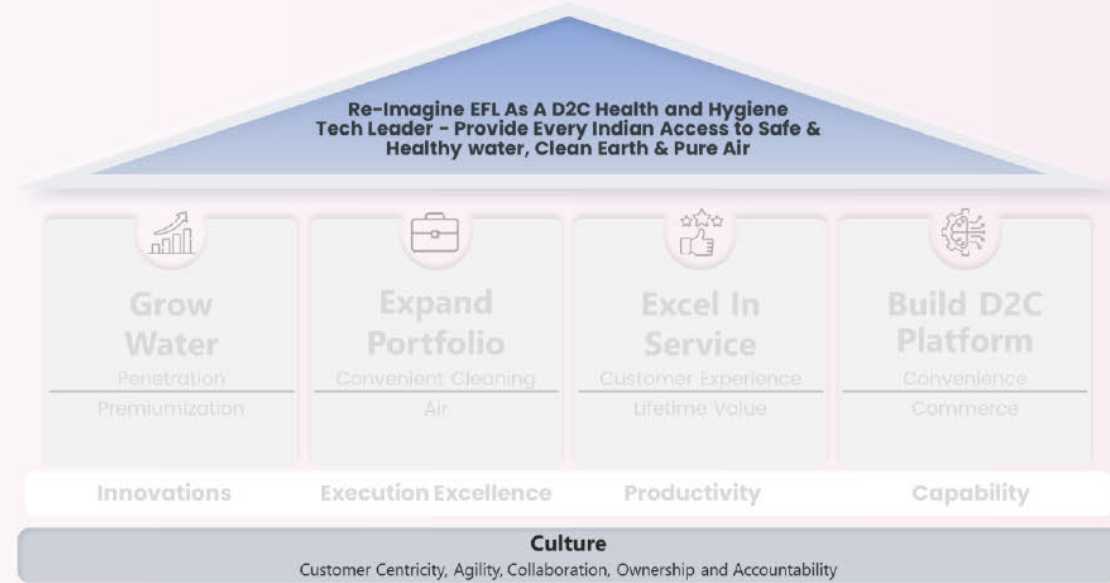 Re-Imagine EFL As A D2C Health and Hygiene
Tech Leader - Provide Every Indian Access to Safe &
Healthy water, Clean Earth & Pure Air
Grow
Water
Penetration
Premiumization
Expand
Portfolio
Convenient Cleaning
Air
Excel In
Service
Customer Experience
Lifetime Value
Build D2C
Platform
Convenience
Commerce
Innovations
Execution Excellence
Productivity
Capability
Culture
Customer Centricity, Agility, Collaboration, Ownership and Accountability